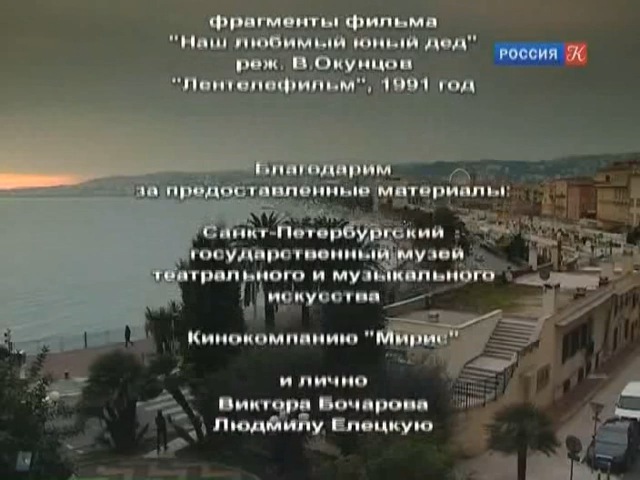 фрагменты фильма
"Наш любимый юный дед"
реж. В.Окунцов
"Лентелефильм", 1991 год
РОССИЯ К
Благодарим
за предоставленные материалы:
Санкт-Петербургский
государственный музей
театрального и музыкального
искусства
Кинокомпанию "Мирис"
и лично
Виктора Бочарова
Людмилу Елецкую